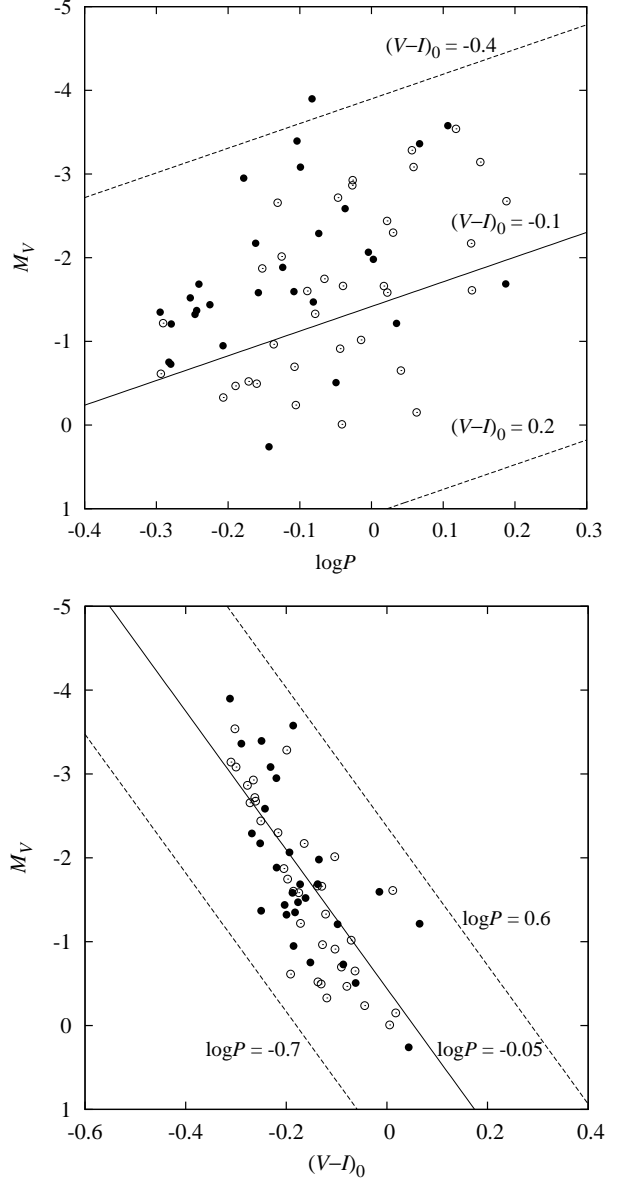 -5
(V–I)0 = -0.4
-4
-3
(V–I)0 = -0.1
MV
-2
-1
0
(V–I)0 = 0.2
1
-0.4 -0.3 -0.2 -0.1 0 0.1 0.2 0.3
logP
-5
-4
-3
MV
-2
logP = 0.6
-1
0
logP = -0.7 logP = -0.05
1
-0.6 -0.4 -0.2 0 0.2 0.4
(V–I)0